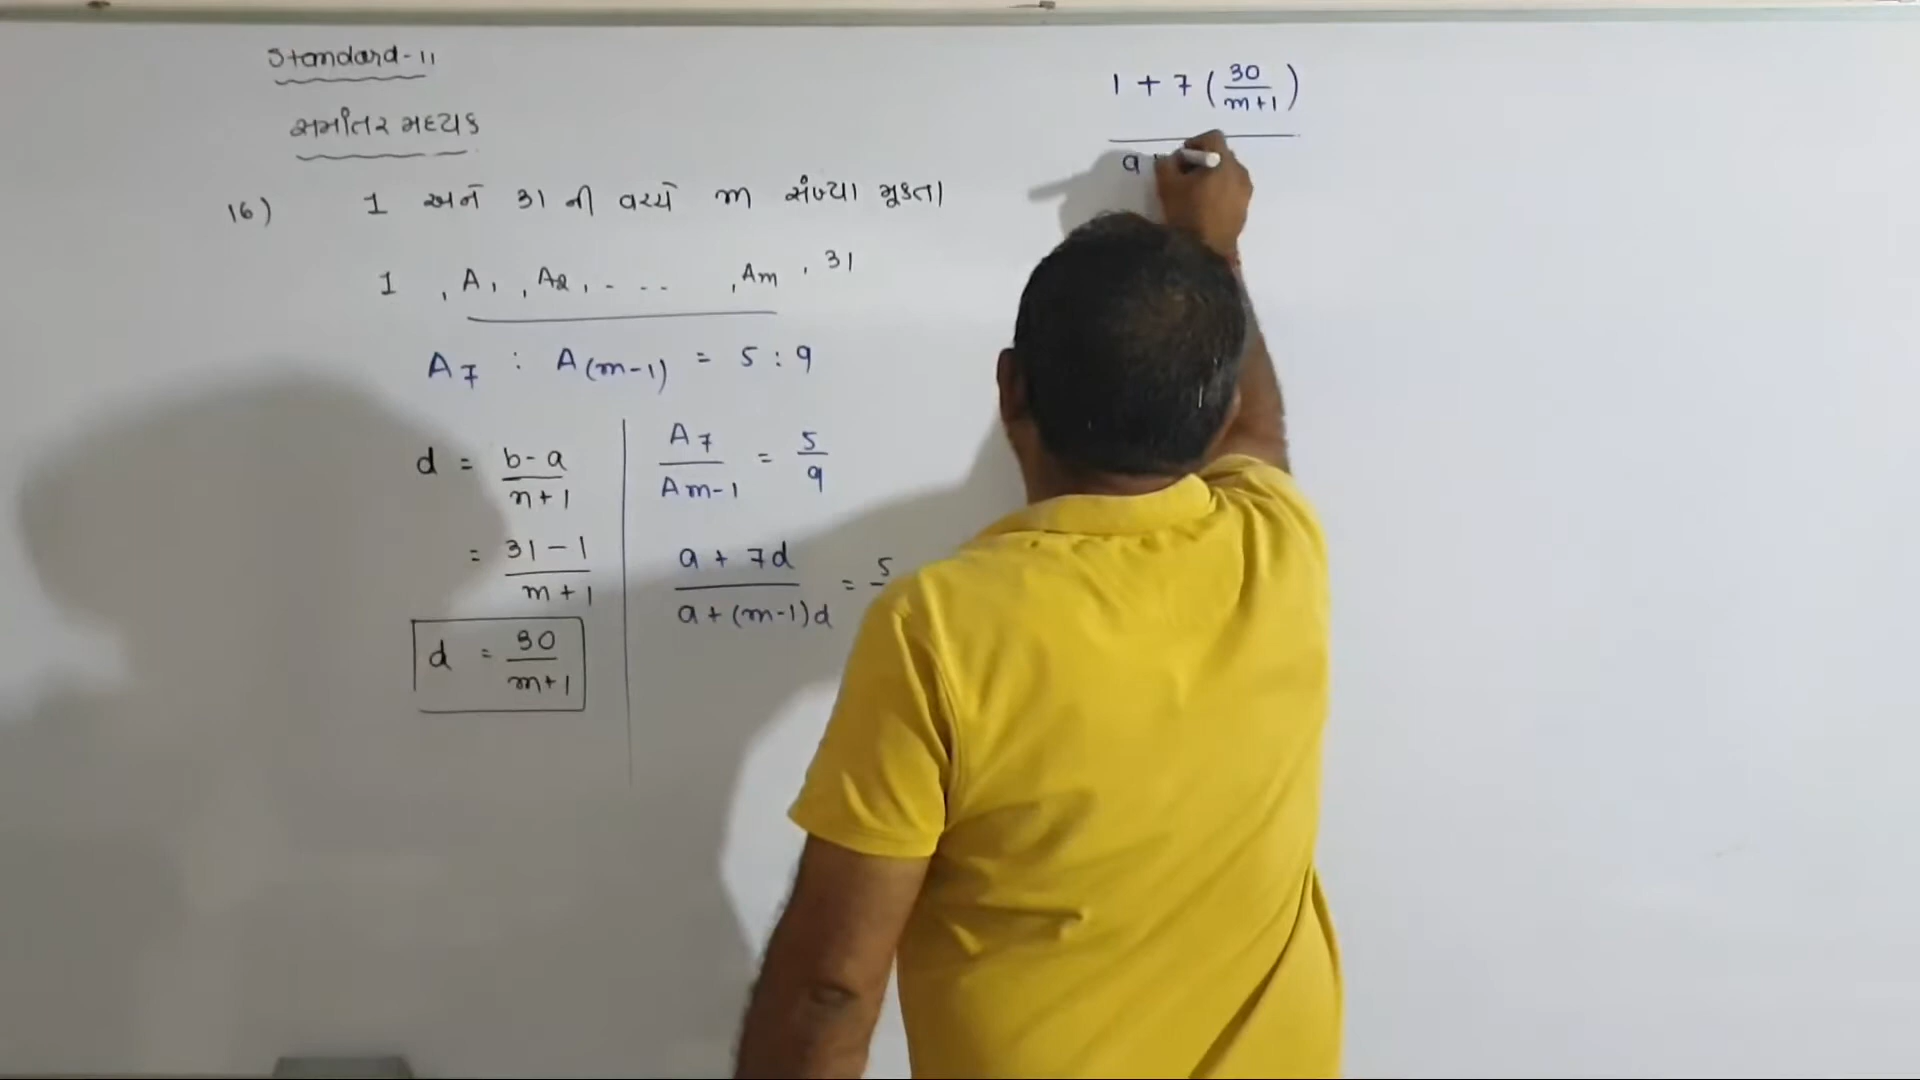 Standard-11
સમાંતર મધ્યક
16) 1 અને 31 ની વચ્ચે m સંખ્યા મૂકતા
1 , A1 , A2 , . - - , Am , 31
A7 : A(m-1) = 5 : 9
d = b-a / n+1
= 31-1 / m+1
d = 30 / m+1
A7 / Am-1 = 5 / 9
a + 7d / a+(m-1)d = 5
1 + 7 (30 / m+1)
a